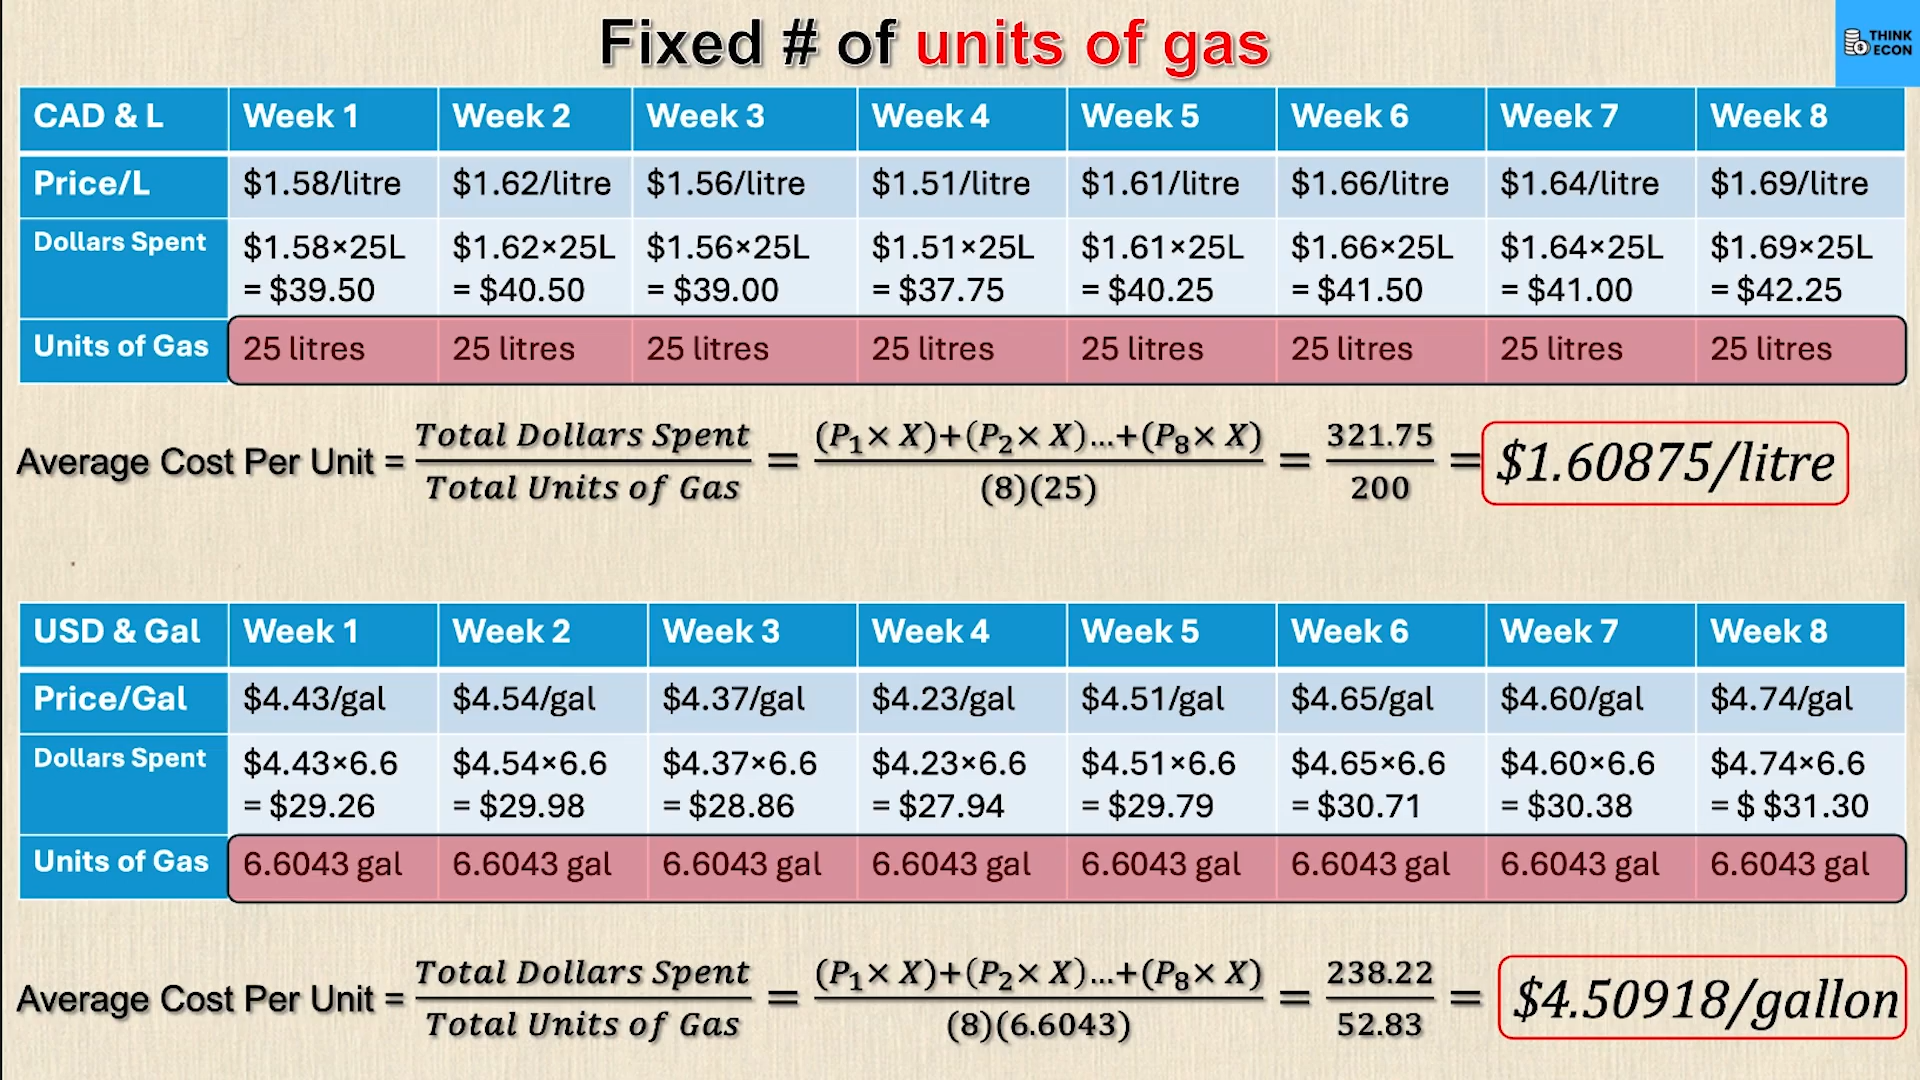 Fixed # of units of gas
THINK
ECON
CAD & L Week 1 Week 2 Week 3 Week 4 Week 5 Week 6 Week 7 Week 8
Price/L $1.58/litre $1.62/litre $1.56/litre $1.51/litre $1.61/litre $1.66/litre $1.64/litre $1.69/litre
Dollars Spent $1.58×25L $1.62×25L $1.56×25L $1.51×25L $1.61×25L $1.66×25L $1.64×25L $1.69×25L
= $39.50 = $40.50 = $39.00 = $37.75 = $40.25 = $41.50 = $41.00 = $42.25
Units of Gas 25 litres 25 litres 25 litres 25 litres 25 litres 25 litres 25 litres 25 litres
Average Cost Per Unit = Total Dollars Spent / Total Units of Gas = (P₁× X)+(P₂× X)...+(P₈× X) / (8)(25) = 321.75 / 200 = $1.60875/litre
USD & Gal Week 1 Week 2 Week 3 Week 4 Week 5 Week 6 Week 7 Week 8
Price/Gal $4.43/gal $4.54/gal $4.37/gal $4.23/gal $4.51/gal $4.65/gal $4.60/gal $4.74/gal
Dollars Spent $4.43×6.6 $4.54×6.6 $4.37×6.6 $4.23×6.6 $4.51×6.6 $4.65×6.6 $4.60×6.6 $4.74×6.6
= $29.26 = $29.98 = $28.86 = $27.94 = $29.79 = $30.71 = $30.38 = $ $31.30
Units of Gas 6.6043 gal 6.6043 gal 6.6043 gal 6.6043 gal 6.6043 gal 6.6043 gal 6.6043 gal 6.6043 gal
Average Cost Per Unit = Total Dollars Spent / Total Units of Gas = (P₁× X)+(P₂× X)...+(P₈× X) / (8)(6.6043) = 238.22 / 52.83 = $4.50918/gallon